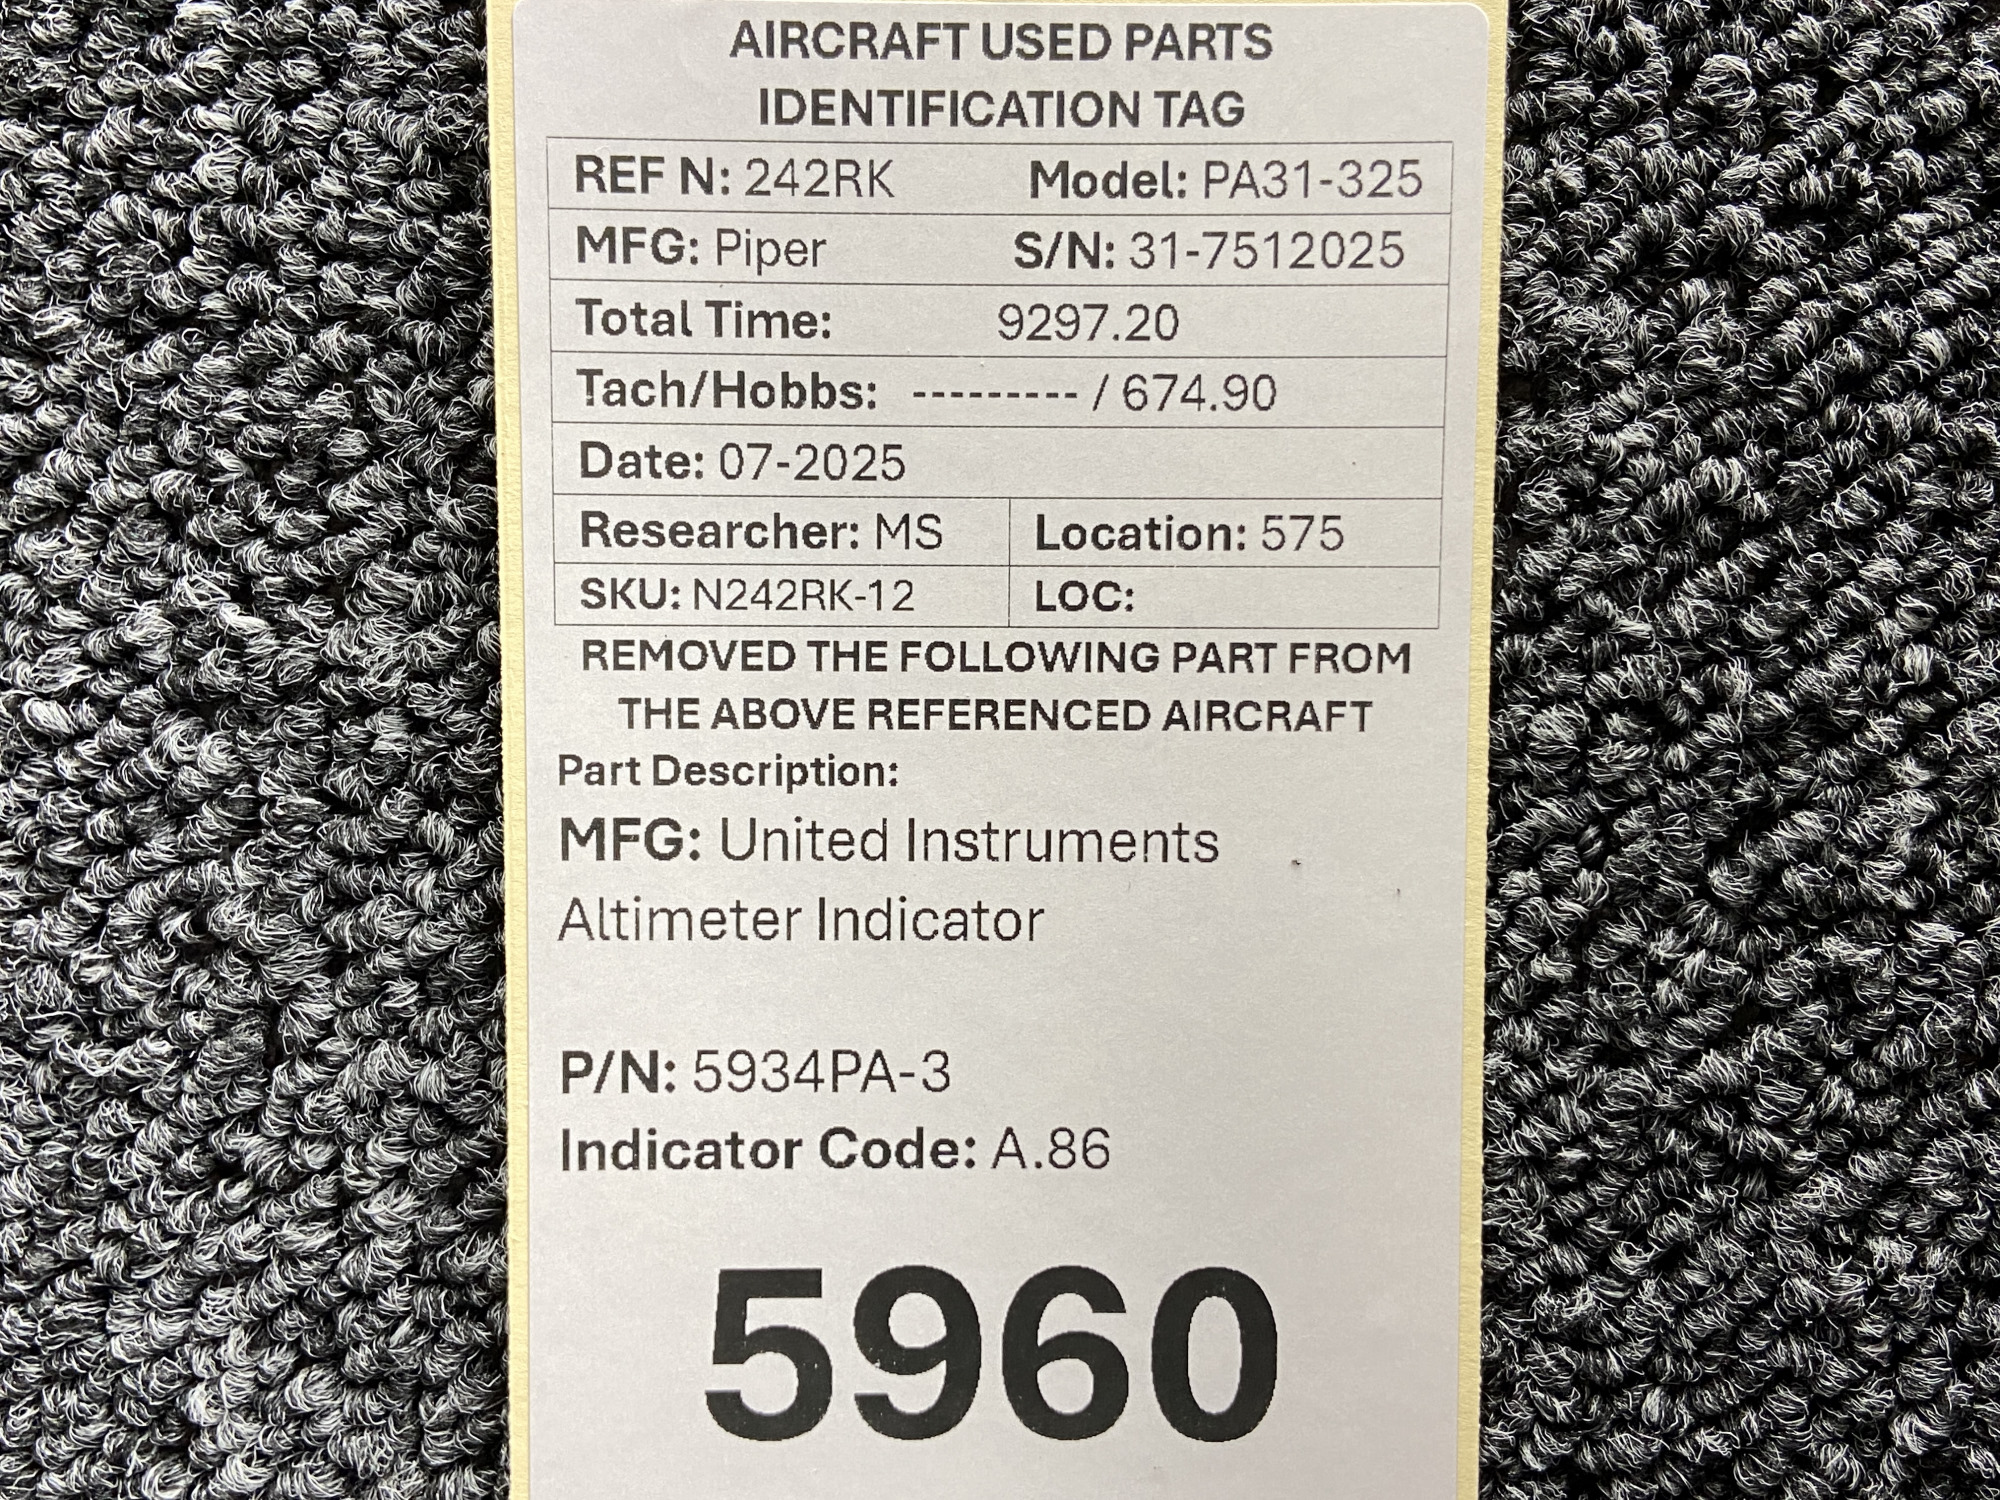 AIRCRAFT USED PARTS
IDENTIFICATION TAG
REF N: 242RK Model: PA31-325
MFG: Piper S/N: 31-7512025
Total Time: 9297.20
Tach/Hobbs: --------- / 674.90
Date: 07-2025
Researcher: MS Location: 575
SKU: N242RK-12 LOC:
REMOVED THE FOLLOWING PART FROM
THE ABOVE REFERENCED AIRCRAFT
Part Description:
MFG: United Instruments
Altimeter Indicator
P/N: 5934PA-3
Indicator Code: A.86
5960